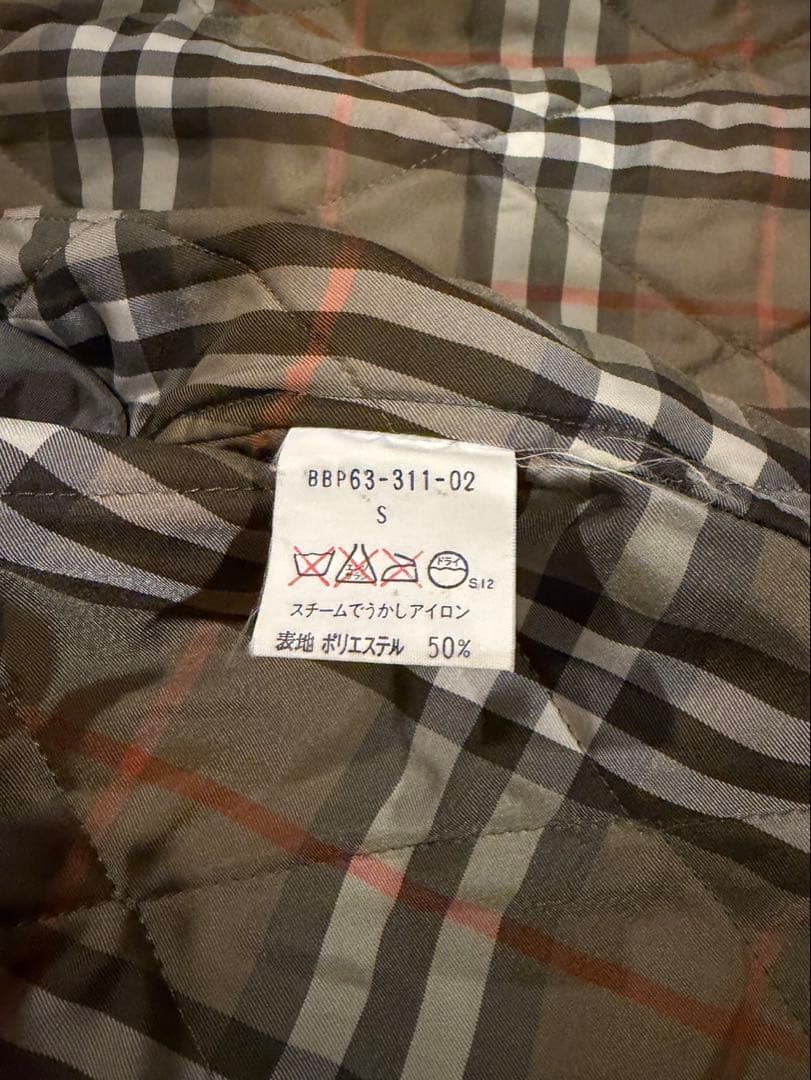 BBP63-311-02
S
ドライ
S.12
スチームでうかしアイロン
表地 ポリエステル 50%